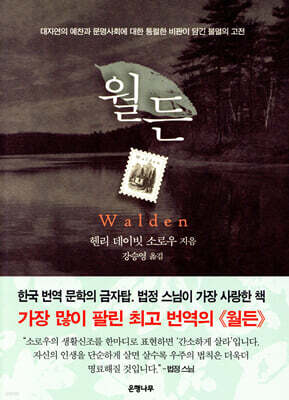 대자연의 예찬과 문명사회에 대한 통렬한 비판이 담긴 불멸의 고전
월든
Walden
헨리 데이빗 소로우 지음
강승영 옮김
한국 번역 문학의 금자탑. 법정 스님이 가장 사랑한 책
가장 많이 팔린 최고 번역의 《월든》
“소로우의 생활신조를 한마디로 표현하면 ‘간소하게 살라’입니다.
자신의 인생을 단순하게 살면 살수록 우주의 법칙은 더욱더
명료해질 것입니다.” -법정 스님
은행나무